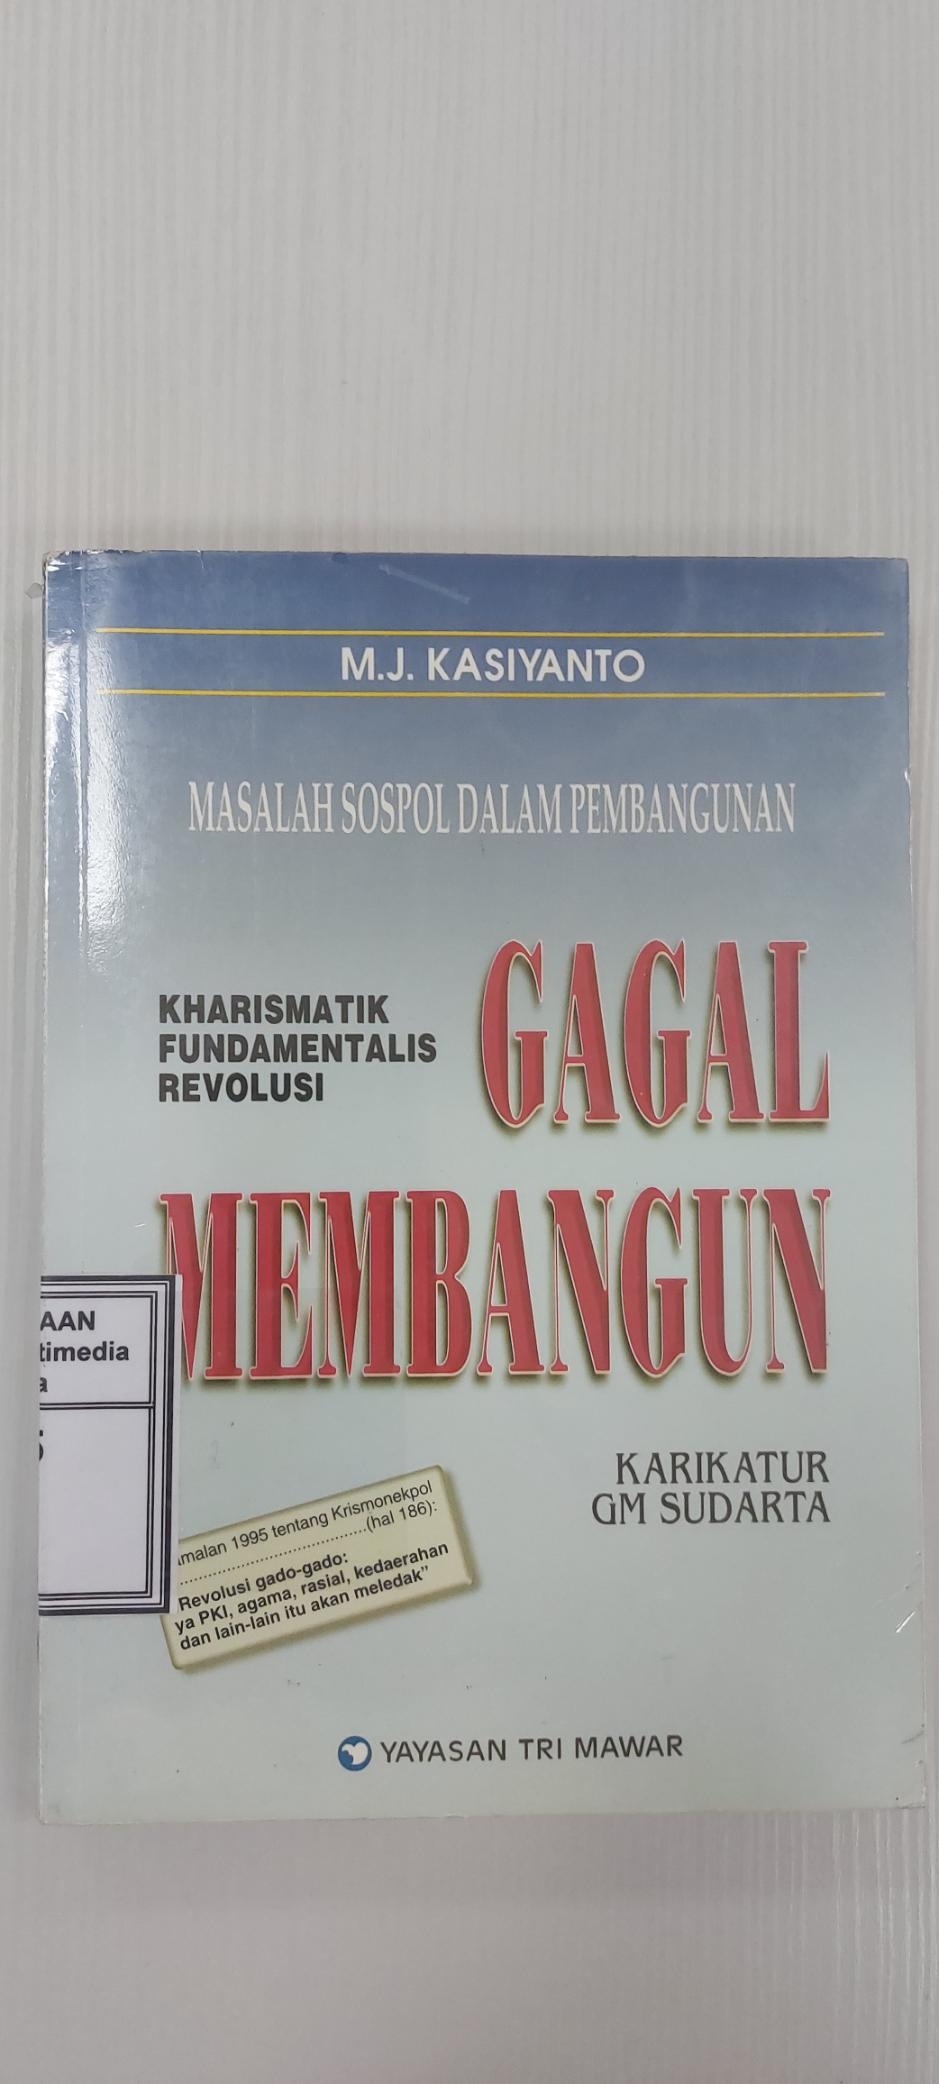 M.J. KASIYANTO
MASALAH SOSPOL DALAM PEMBANGUNAN
KHARISMATIK
FUNDAMENTALIS
REVOLUSI
GAGAL
MEMBANGUN
KARIKATUR
GM SUDARTA
AAN
timedia
a
malan 1995 tentang Krismonekpol
..............................(hal 186):
Revolusi gado-gado:
ya PKI, agama, rasial, kedaerahan
dan lain-lain itu akan meledak”
YAYASAN TRI MAWAR